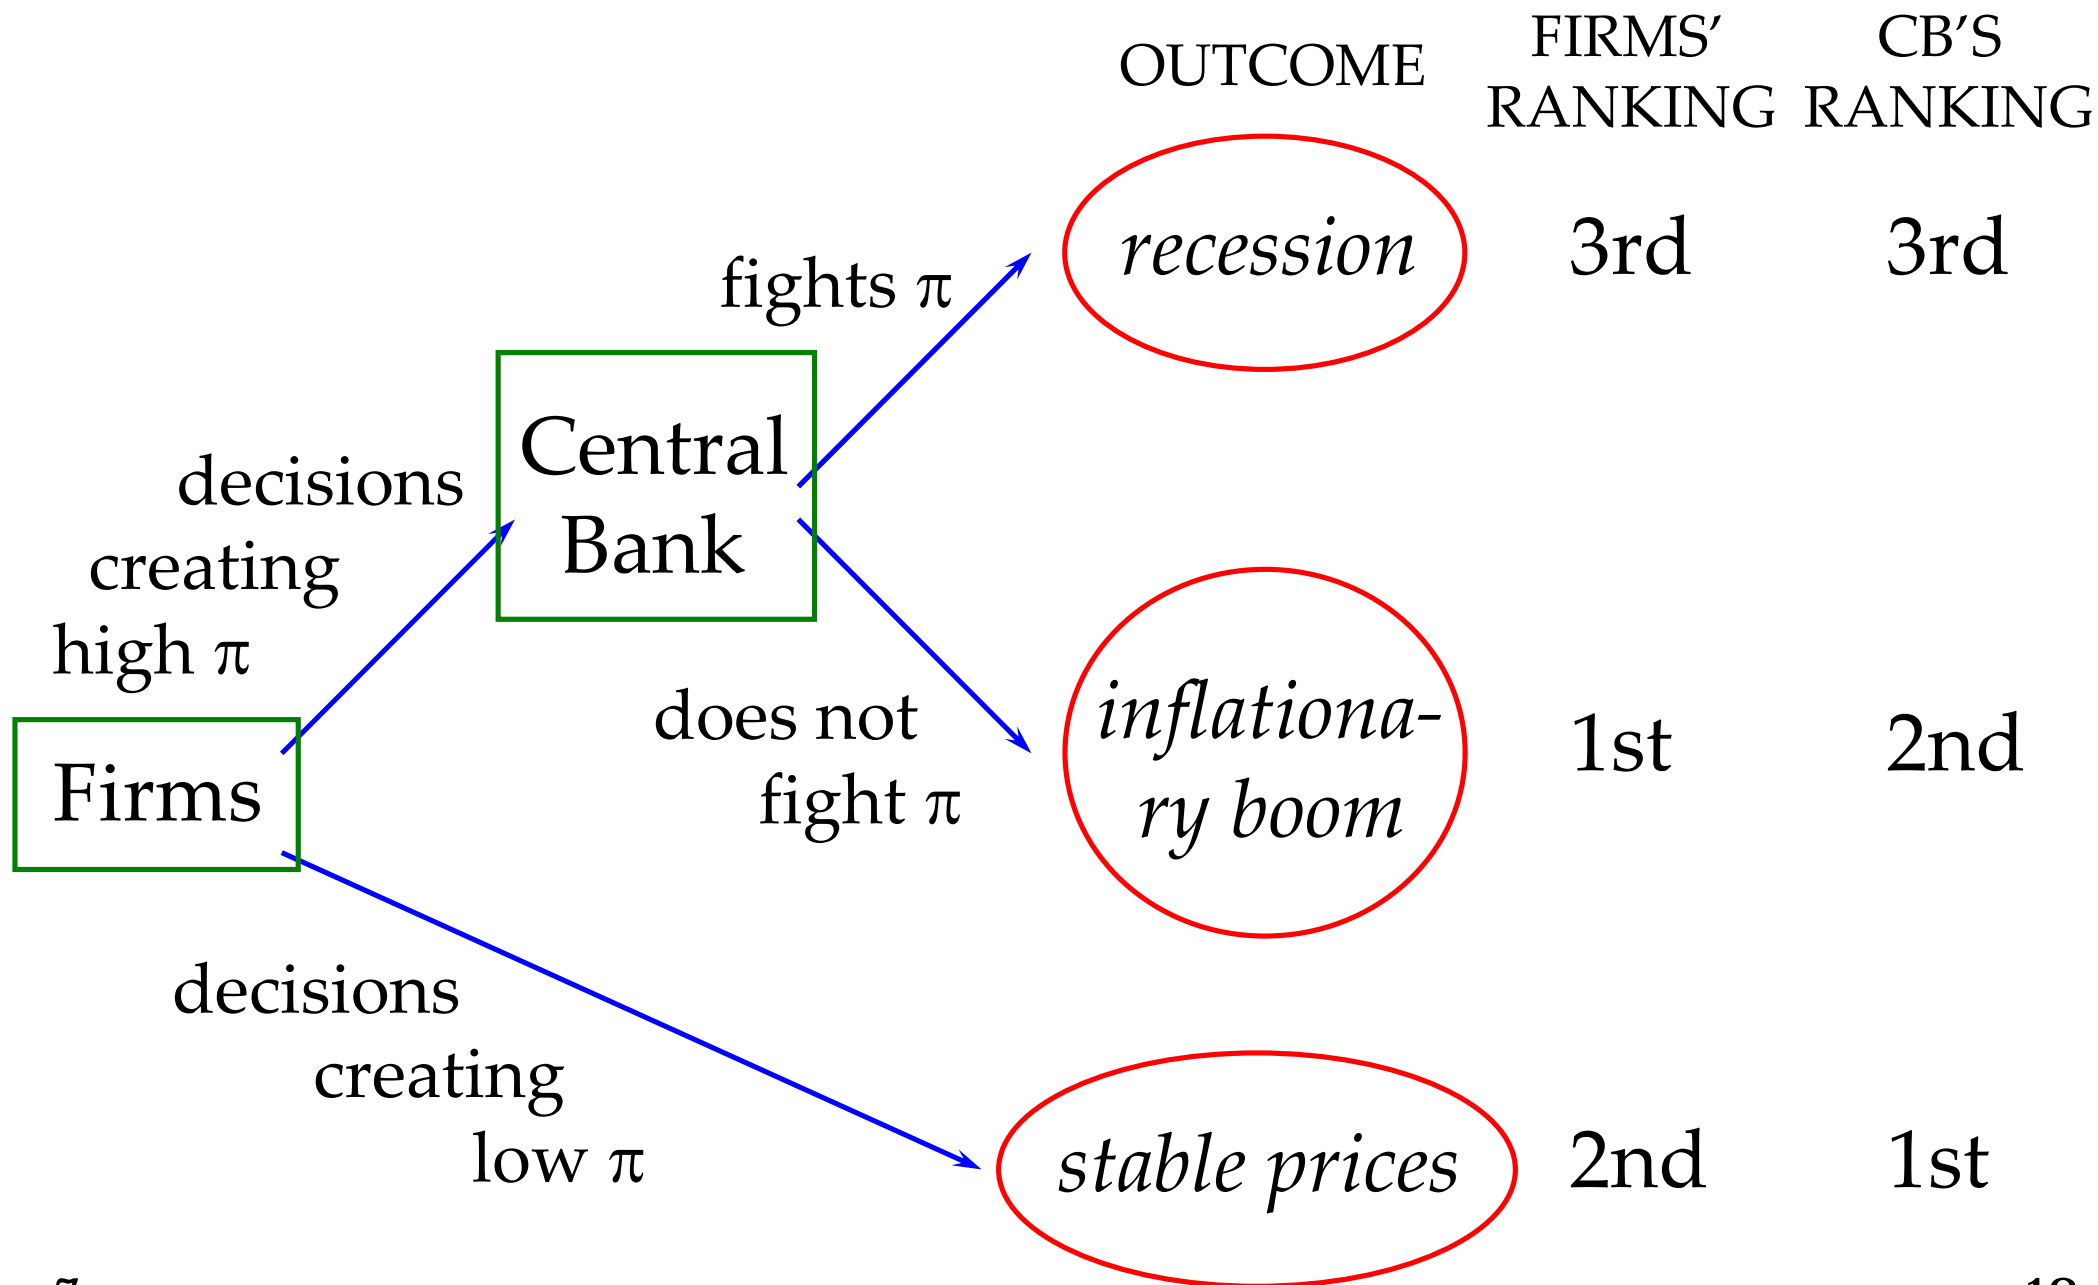 OUTCOME
FIRMS’
RANKING
CB’S
RANKING
recession
3rd
3rd
fights π
Central
Bank
decisions
creating
high π
does not
fight π
inflationa-
ry boom
1st
2nd
Firms
decisions
creating
low π
stable prices
2nd
1st